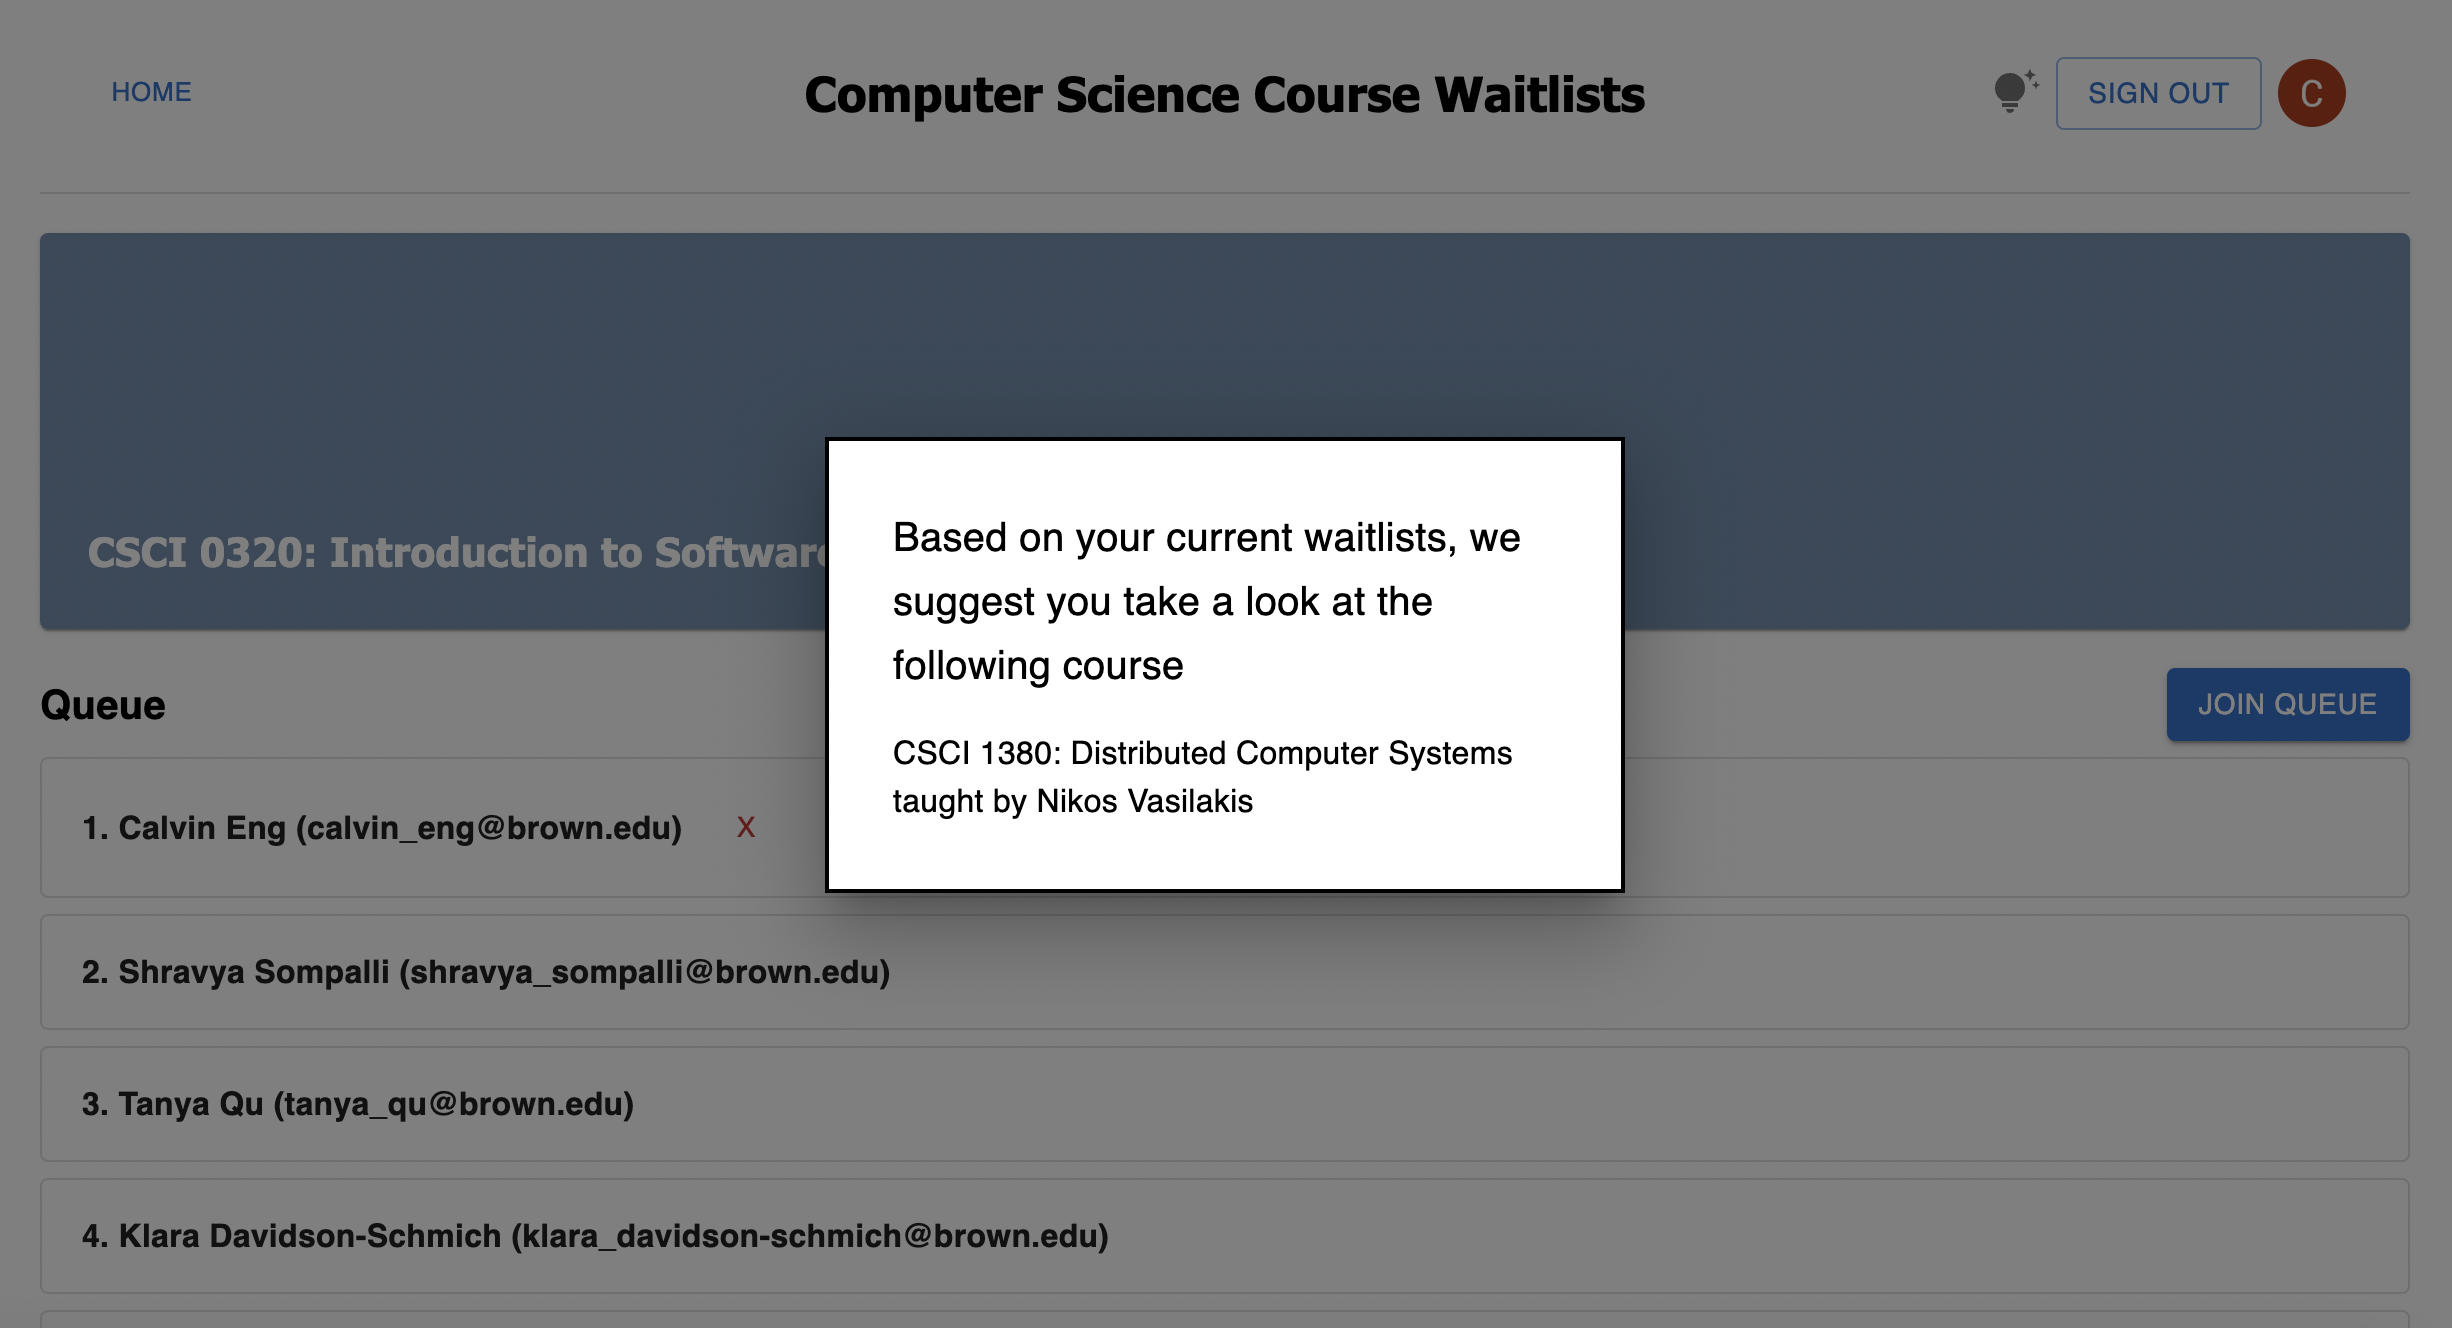 HOME
Computer Science Course Waitlists
SIGN OUT
C
CSCI 0320: Introduction to Software
Based on your current waitlists, we
suggest you take a look at the
following course
CSCI 1380: Distributed Computer Systems
taught by Nikos Vasilakis
Queue
JOIN QUEUE
1. Calvin Eng (calvin_eng@brown.edu) X
2. Shravya Sompalli (shravya_sompalli@brown.edu)
3. Tanya Qu (tanya_qu@brown.edu)
4. Klara Davidson-Schmich (klara_davidson-schmich@brown.edu)